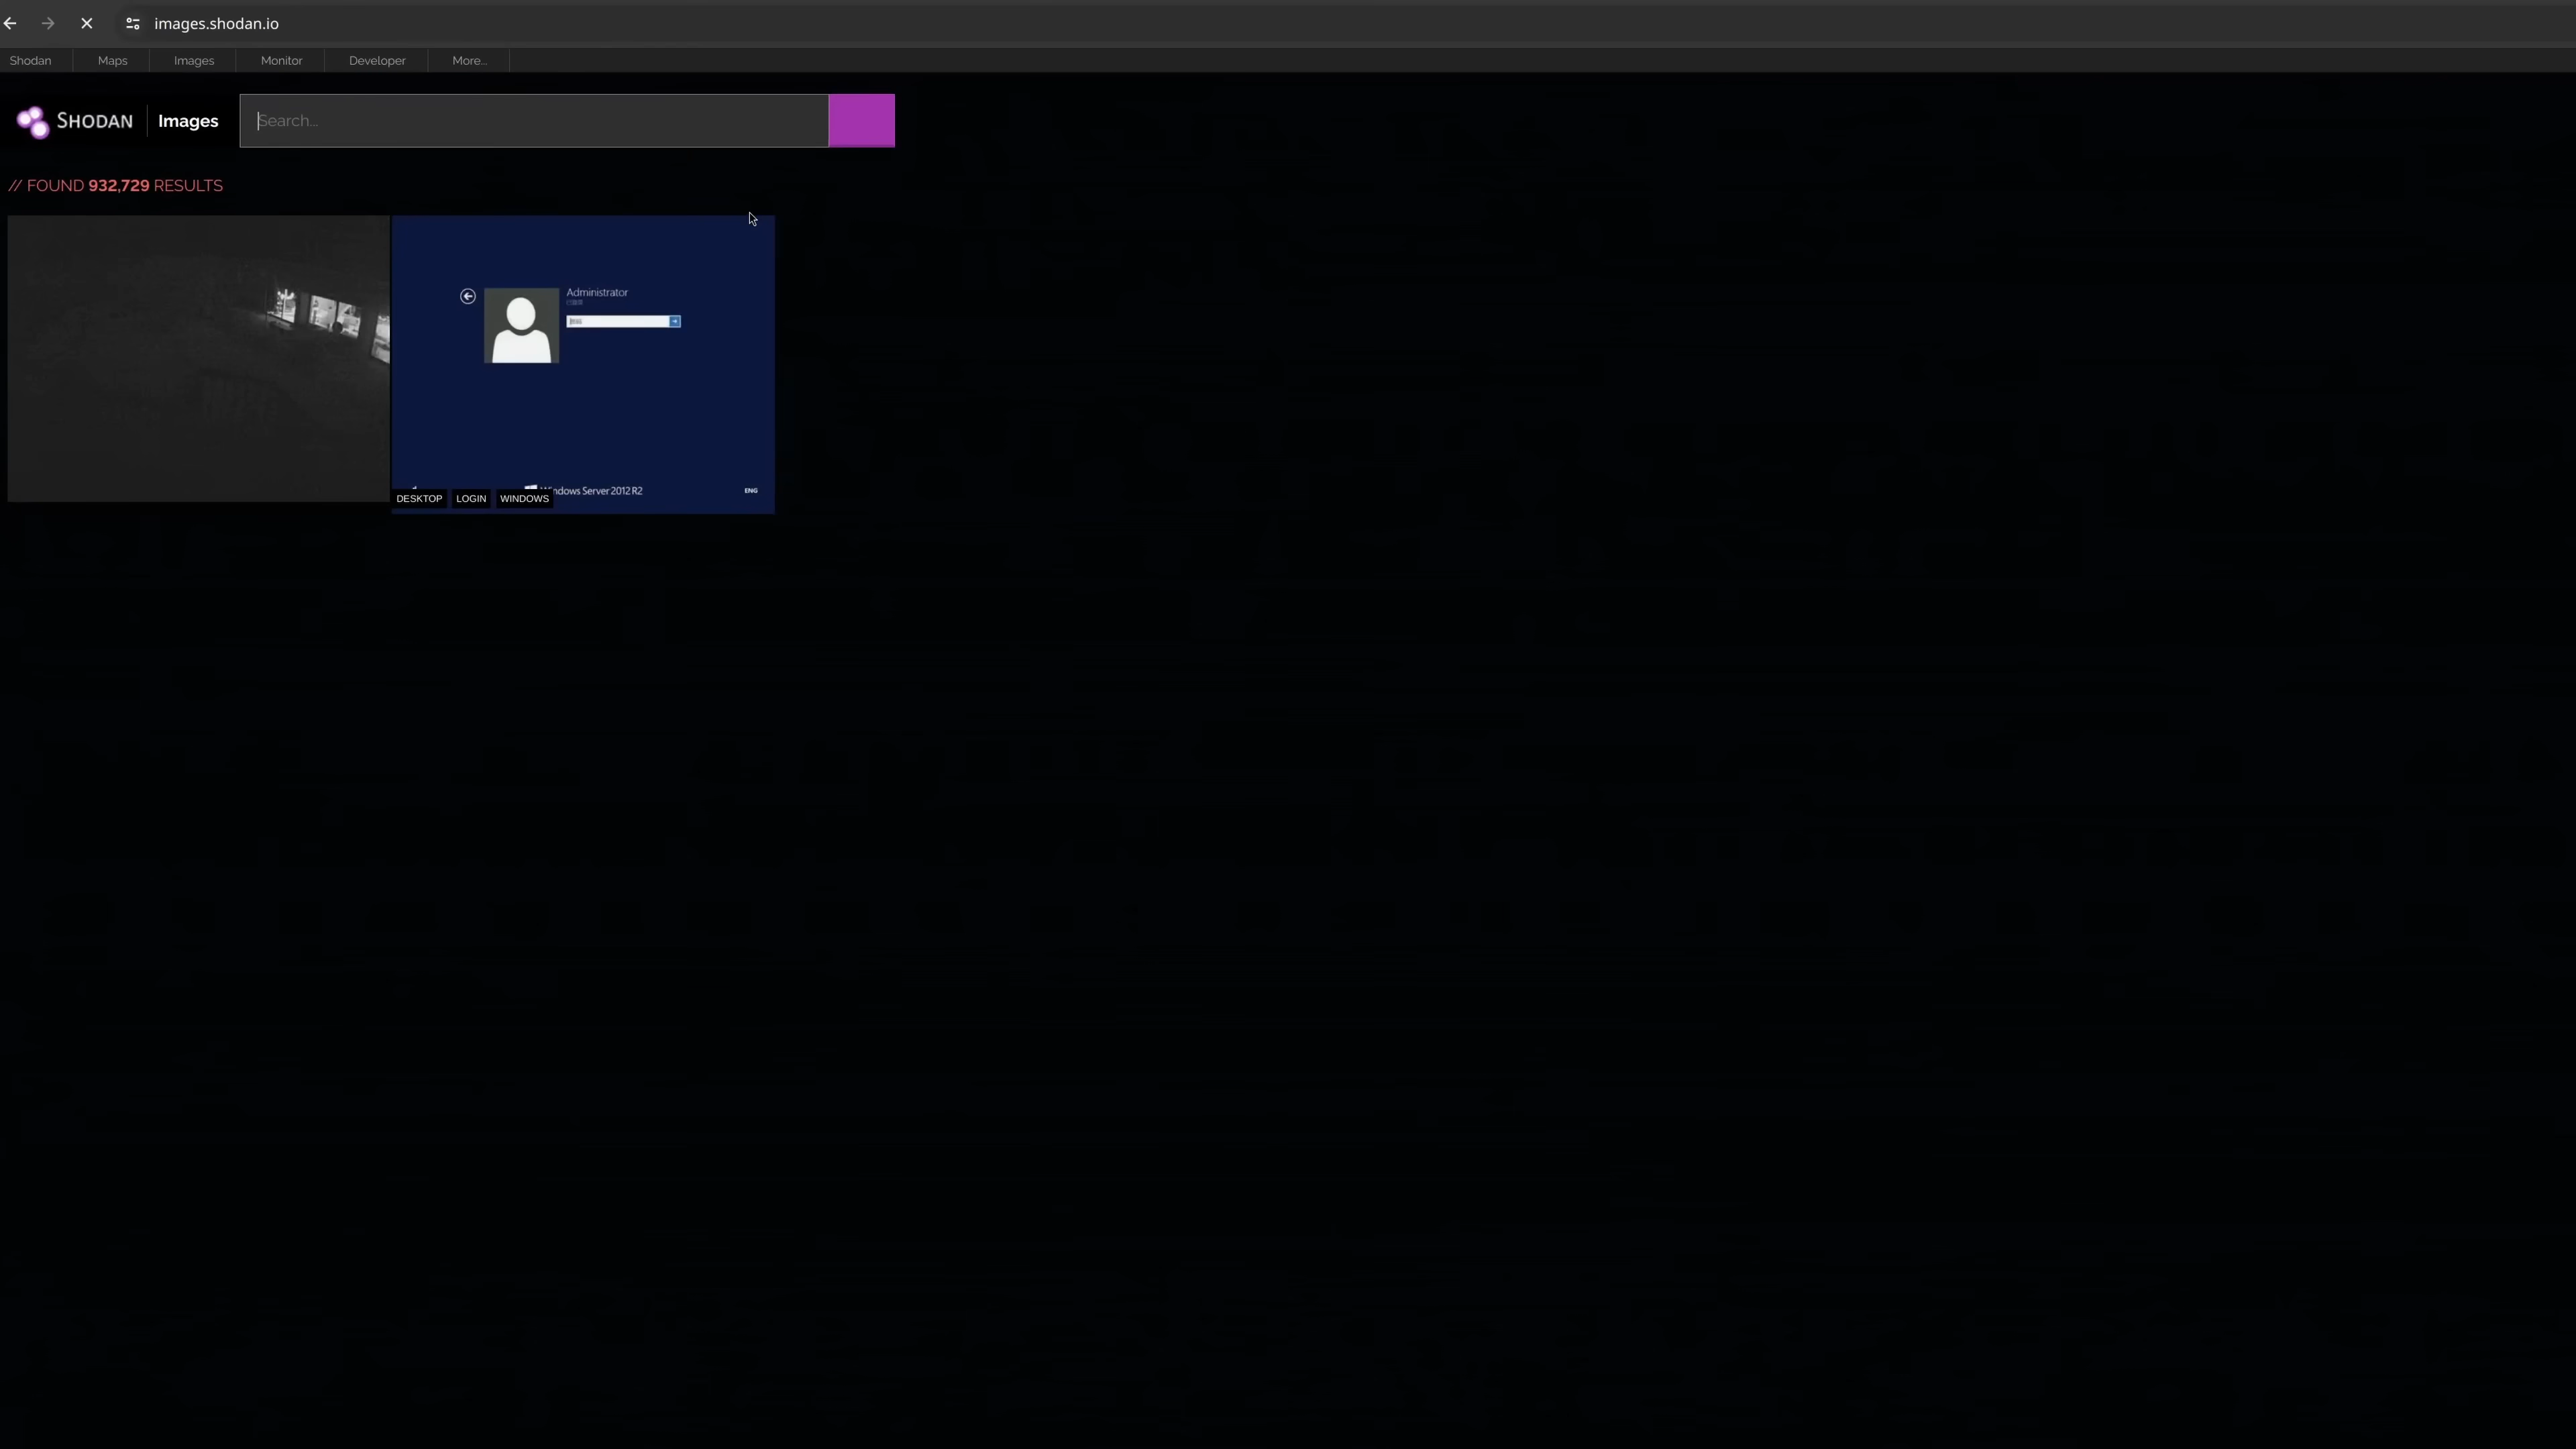 images.shodan.io
Shodan Maps Images Monitor Developer More...
SHODAN Images Search...
// FOUND 932,729 RESULTS
Administrator
Windows Server 2012 R2 ENG
DESKTOP LOGIN WINDOWS